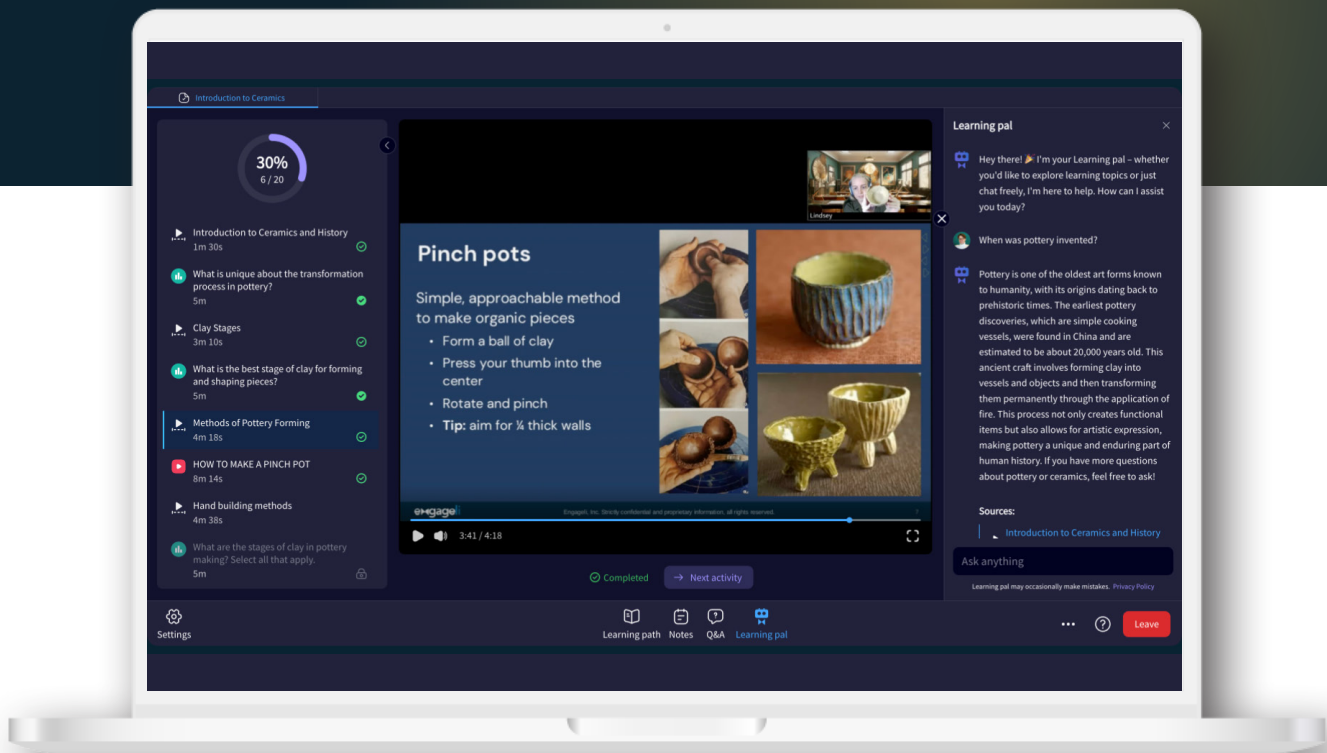 Introduction to Ceramics
30%
6 / 20
Introduction to Ceramics and History
1m 30s
What is unique about the transformation
process in pottery?
5m
Clay Stages
3m 10s
What is the best stage of clay for forming
and shaping pieces?
5m
Methods of Pottery Forming
4m 18s
HOW TO MAKE A PINCH POT
8m 14s
Hand building methods
4m 38s
What are the stages of clay in pottery
making? Select all that apply.
5m
Lindsey
Pinch pots
Simple, approachable method
to make organic pieces
• Form a ball of clay
• Press your thumb into the
center
• Rotate and pinch
• Tip: aim for ¼ thick walls
engageli
Engageli, Inc. Strictly confidential and proprietary information, all rights reserved.
7
3:41 / 4:18
Completed
Next activity
Learning pal
Hey there! 🎉 I'm your Learning pal – whether
you'd like to explore learning topics or just
chat freely, I'm here to help. How can I assist
you today?
When was pottery invented?
Pottery is one of the oldest art forms known
to humanity, with its origins dating back to
prehistoric times. The earliest pottery
discoveries, which are simple cooking
vessels, were found in China and are
estimated to be about 20,000 years old. This
ancient craft involves forming clay into
vessels and objects and then transforming
them permanently through the application of
fire. This process not only creates functional
items but also allows for artistic expression,
making pottery a unique and enduring part of
human history. If you have more questions
about pottery or ceramics, feel free to ask!
Sources:
Introduction to Ceramics and History
Ask anything
Learning pal may occasionally make mistakes. Privacy Policy
Settings
Learning path
Notes
Q&A
Learning pal
Leave